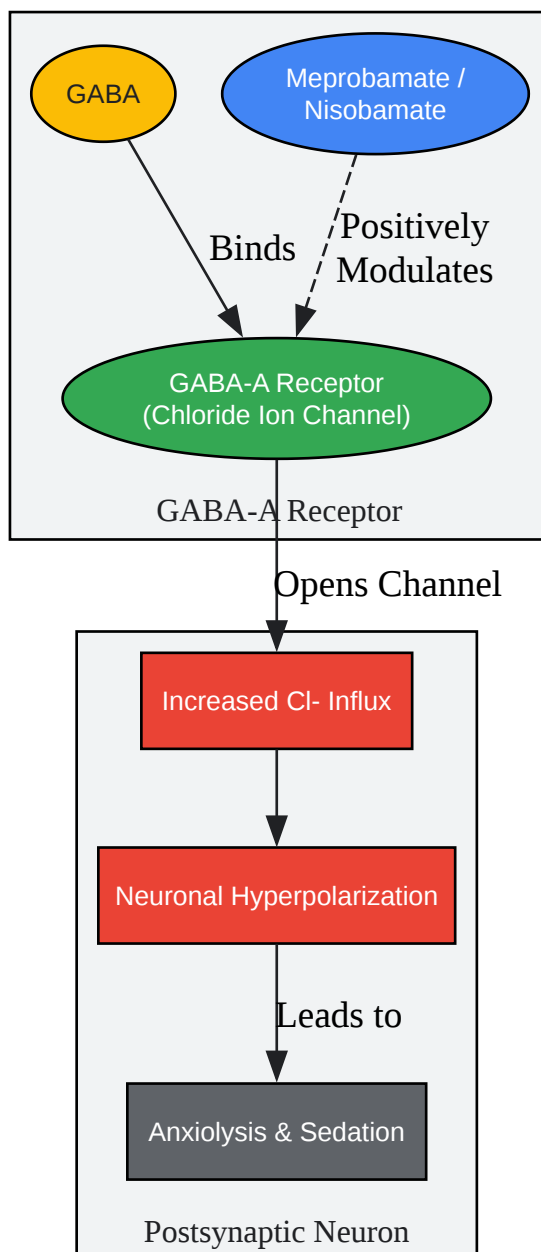 GABA
Meprobamate /
Nisobamate
Binds
Positively
Modulates
GABA-A Receptor
(Chloride Ion Channel)
GABA-A Receptor
Opens Channel
Increased Cl- Influx
Neuronal Hyperpolarization
Leads to
Anxiolysis & Sedation
Postsynaptic Neuron